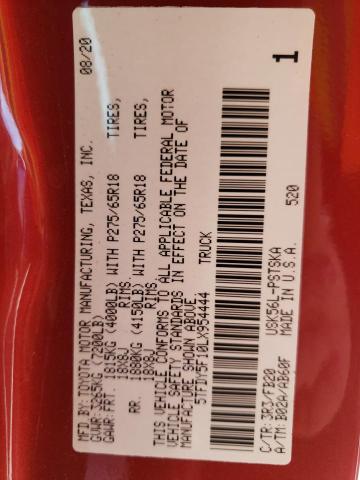 MFD BY:TOYOTA MOTOR MANUFACTURING, TEXAS, INC. 08/20
GVWR: 3265KG (7200LB)
GAWR:FRT. 1815KG (4000LB) WITH P275/65R18 TIRES,
18X8J RIMS.
RR. 1880KG (4150LB) WITH P275/65R18 TIRES,
18X8J RIMS
THIS VEHICLE CONFORMS TO ALL APPLICABLE FEDERAL MOTOR
VEHICLE SAFETY STANDARDS IN EFFECT ON THE DATE OF
MANUFACTURE SHOWN ABOVE.
5TFDY5F10LX954444 TRUCK
C/TR:3R3/FB20 USK56L-PSTSKA 520 1
A/TM:B02A/AB60F MADE IN U.S.A.